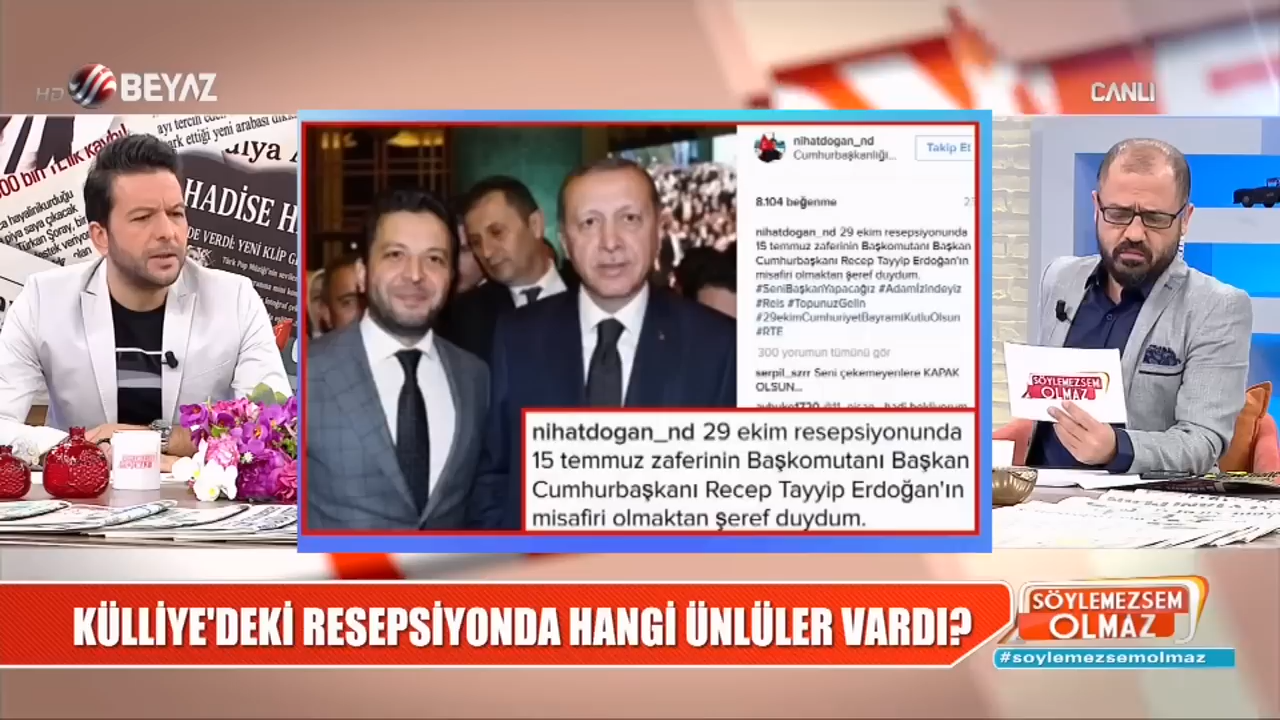 HD BEYAZ
CANLI
HADİSE
nihatdogan_nd
Cumhurbaşkanlığı...
Takip Et
8.104 beğenme
nihatdogan_nd 29 ekim resepsiyonunda
15 temmuz zaferinin Başkomutanı Başkan
Cumhurbaşkanı Recep Tayyip Erdoğan'ın
misafiri olmaktan şeref duydum.
#SeniBaşkanYapacağız #Adamİzindeyiz
#Reis #TopunuzGelin
#29ekimCumhuriyetBayramıKutluOlsun
#RTE
300 yorumun tümünü gör
serpil_szrr Seni çekemeyenlere KAPAK
OLSUN...
nihatdogan_nd 29 ekim resepsiyonunda
15 temmuz zaferinin Başkomutanı Başkan
Cumhurbaşkanı Recep Tayyip Erdoğan'ın
misafiri olmaktan şeref duydum.
SÖYLEMEZSEM
OLMAZ
KÜLLİYE'DEKİ RESEPSİYONDA HANGİ ÜNLÜLER VARDI?
SÖYLEMEZSEM
OLMAZ
#soylemezsemolmaz